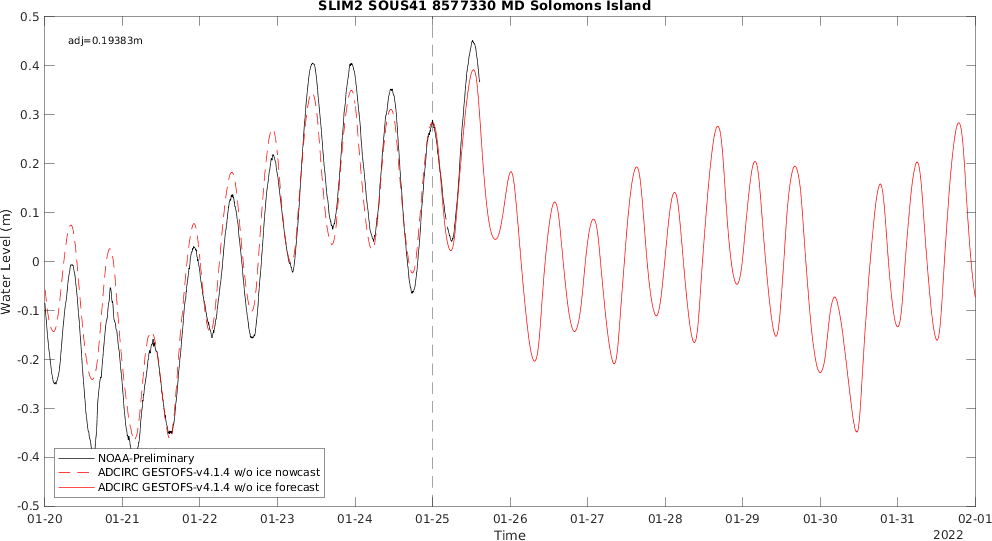 SLIM2 SOUS41 8577330 MD Solomons Island
adj=0.19383m
Water Level (m)
0.5
0.4
0.3
0.2
0.1
0
-0.1
-0.2
-0.3
-0.4
-0.5
NOAA-Preliminary
ADCIRC GESTOFS-v4.1.4 w/o ice nowcast
ADCIRC GESTOFS-v4.1.4 w/o ice forecast
01-20 01-21 01-22 01-23 01-24 01-25 01-26 01-27 01-28 01-29 01-30 01-31 02-01
Time
2022